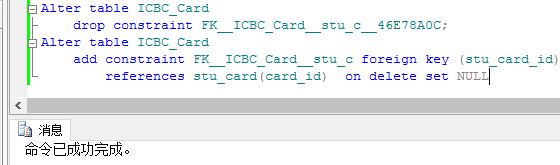 Alter table ICBC_Card
drop constraint FK__ICBC_Card__stu_c__46E78A0C;
Alter table ICBC_Card
add constraint FK__ICBC_Card__stu_c foreign key (stu_card_id)
references stu_card(card_id)  on delete set NULL
消息
命令已成功完成。